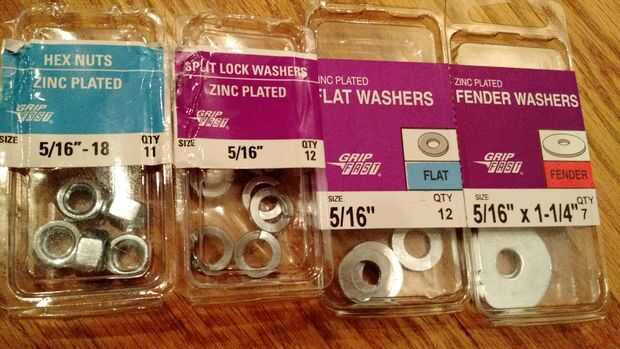 HEX NUTS
ZINC PLATED
GRIP
FAST
SIZE
QTY
5/16"-18
11
SPLIT LOCK WASHERS
ZINC PLATED
GRIP
FAST
SIZE
QTY
5/16"
12
ZINC PLATED
FLAT WASHERS
GRIP
FAST
FLAT
SIZE
QTY
5/16"
12
ZINC PLATED
FENDER WASHERS
GRIP
FAST
FENDER
SIZE
QTY
5/16" x 1-1/4"
7